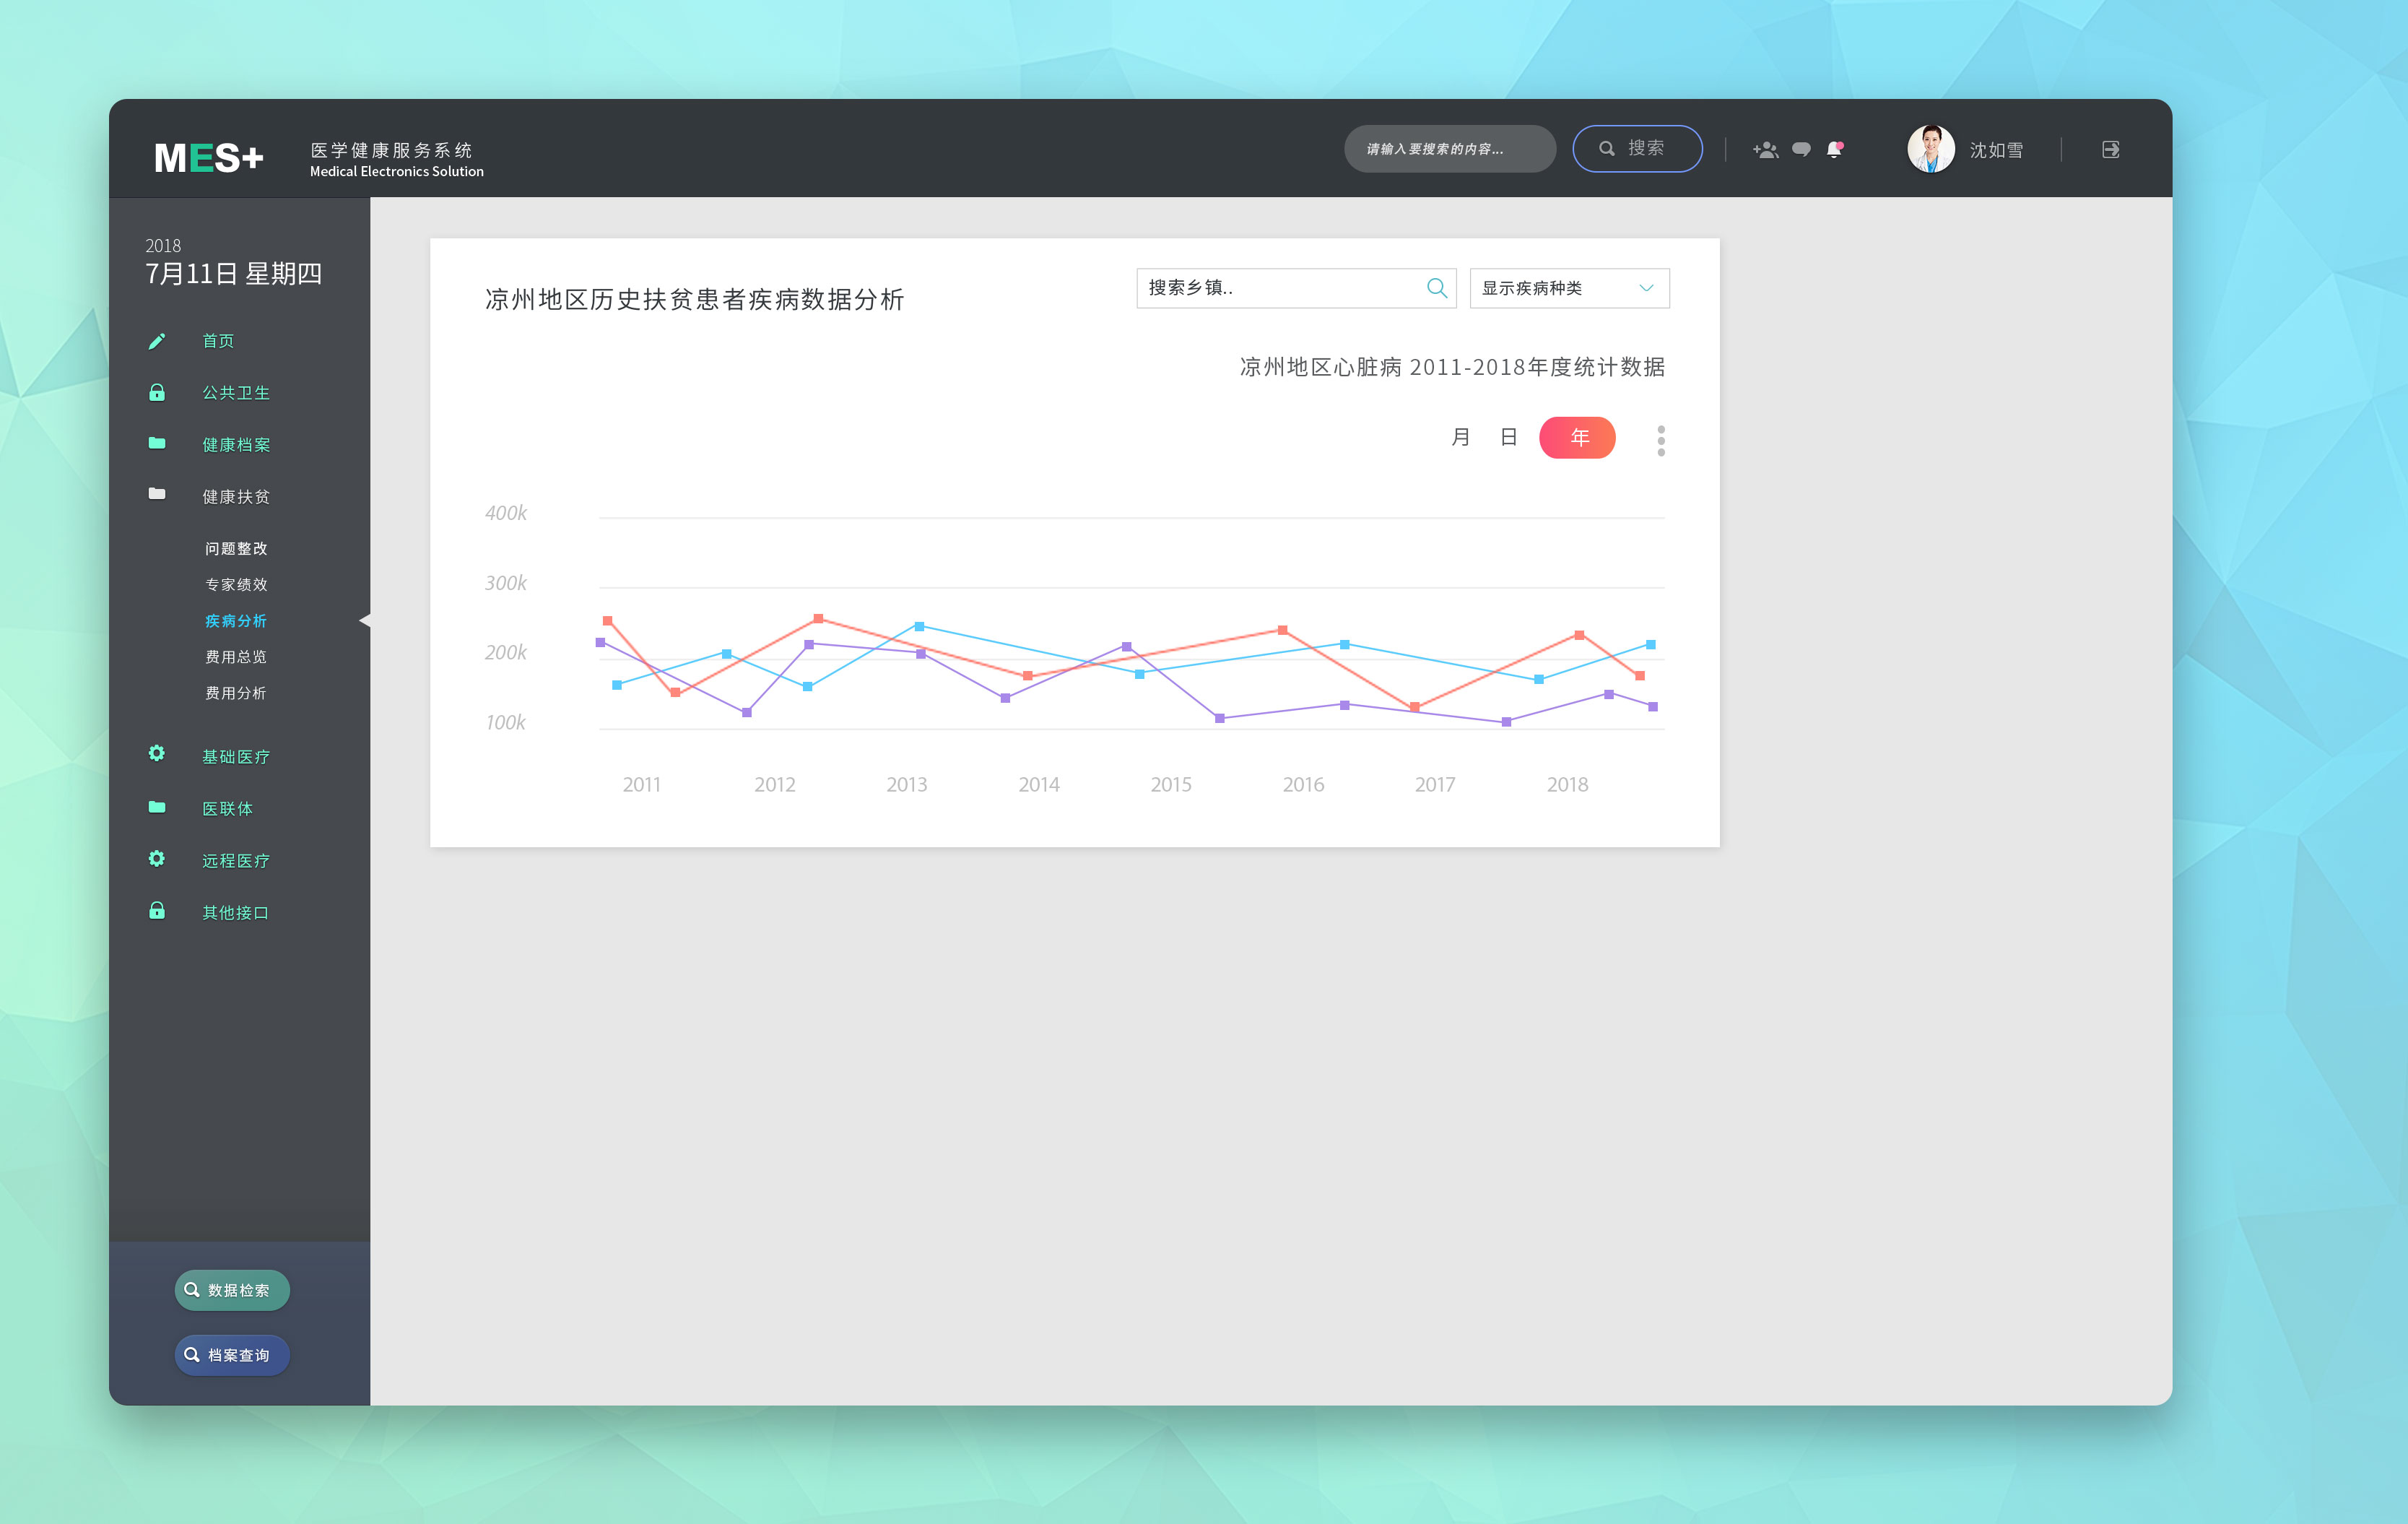 MES+
医学健康服务系统
Medical Electronics Solution
请输入要搜索的内容...
搜索
沈如雪
2018
7月11日 星期四
首页
公共卫生
健康档案
健康扶贫
问题整改
专家绩效
疾病分析
费用总览
费用分析
基础医疗
医联体
远程医疗
其他接口
数据检索
档案查询
凉州地区历史扶贫患者疾病数据分析
搜索乡镇..
显示疾病种类
凉州地区心脏病 2011-2018年度统计数据
月 日 年
400k
300k
200k
100k
2011 2012 2013 2014 2015 2016 2017 2018